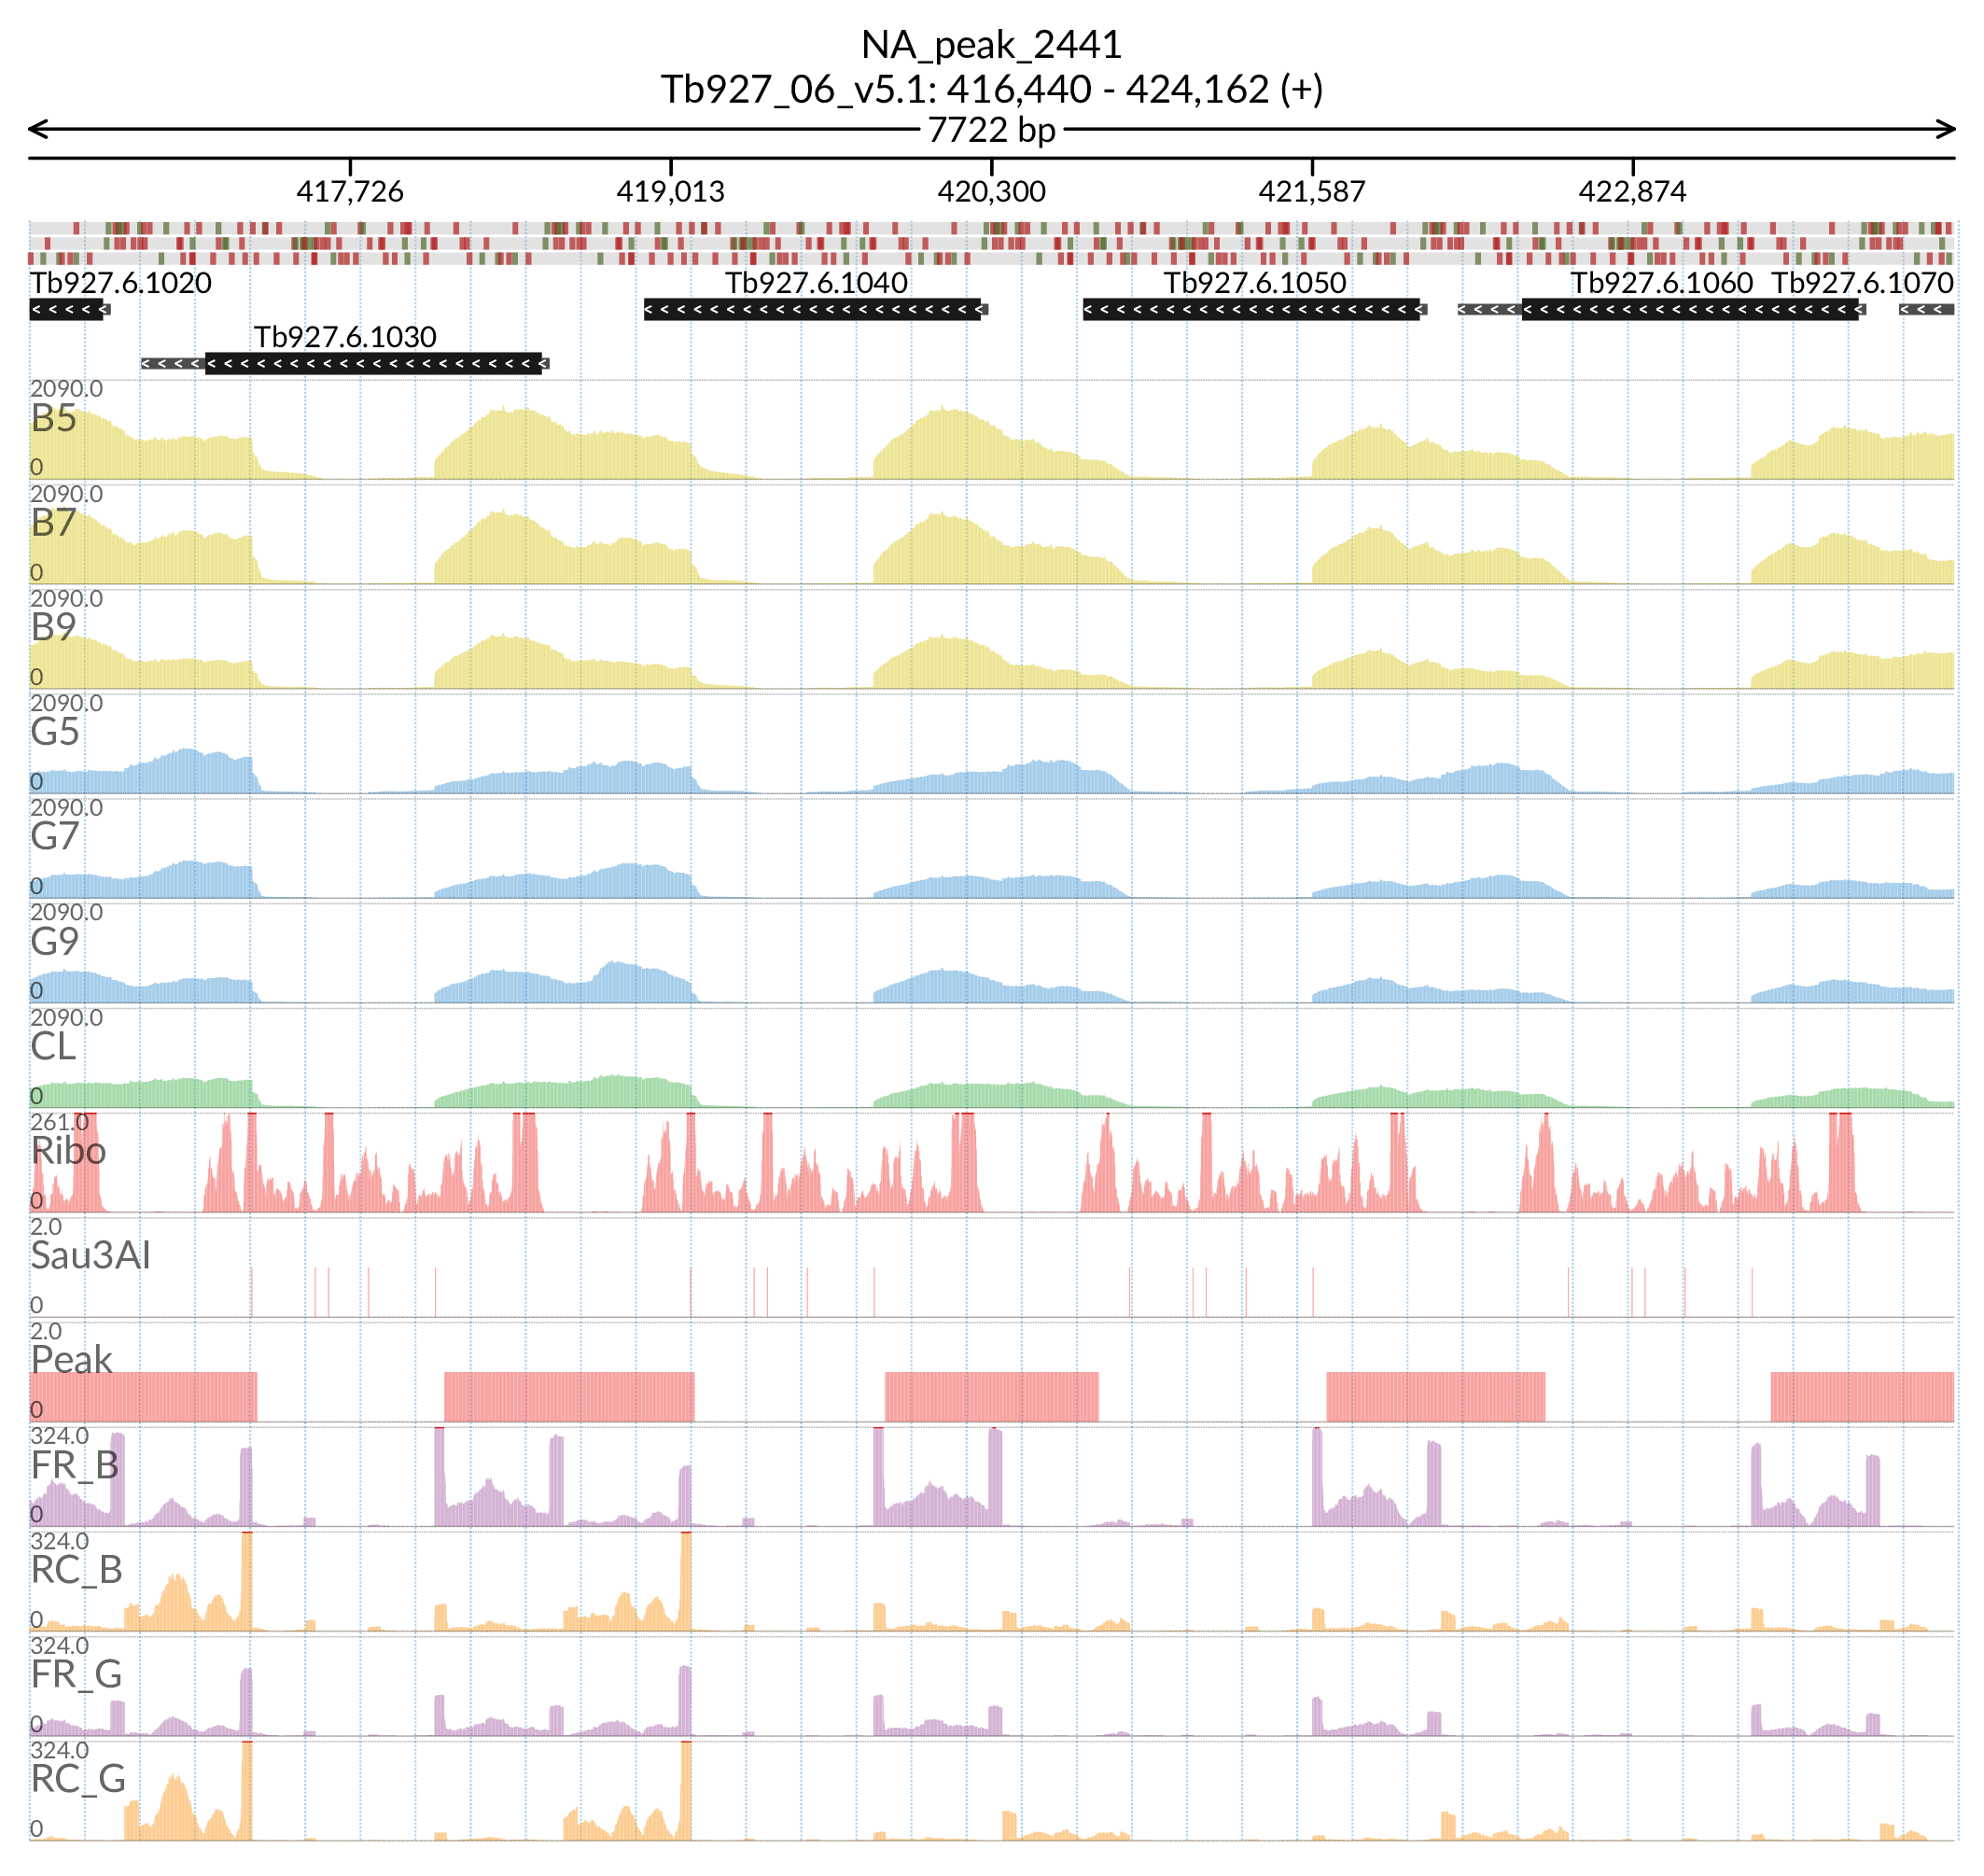 NA_peak_2441
Tb927_06_v5.1: 416,440 - 424,162 (+)
7722 bp
417,726 419,013 420,300 421,587 422,874
Tb927.6.1020 Tb927.6.1040 Tb927.6.1050 Tb927.6.1060 Tb927.6.1070
Tb927.6.1030
2090.0
B5
0
2090.0
B7
0
2090.0
B9
0
2090.0
G5
0
2090.0
G7
0
2090.0
G9
0
2090.0
CL
0
261.0
Ribo
0
2.0
Sau3AI
0
2.0
Peak
0
324.0
FR_B
0
324.0
RC_B
0
324.0
FR_G
0
324.0
RC_G
0